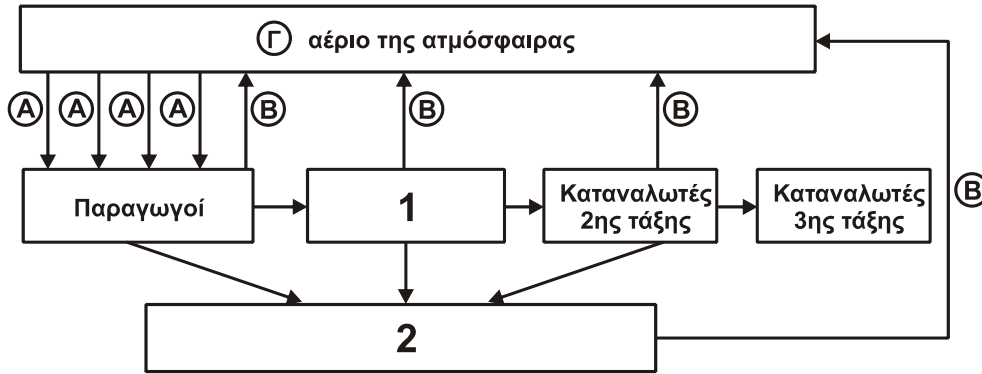 Γ αέριο της ατμόσφαιρας
Α Α Α Α Β Β Β
Παραγωγοί
1
Καταναλωτές
2ης τάξης
Καταναλωτές
3ης τάξης
Β
2